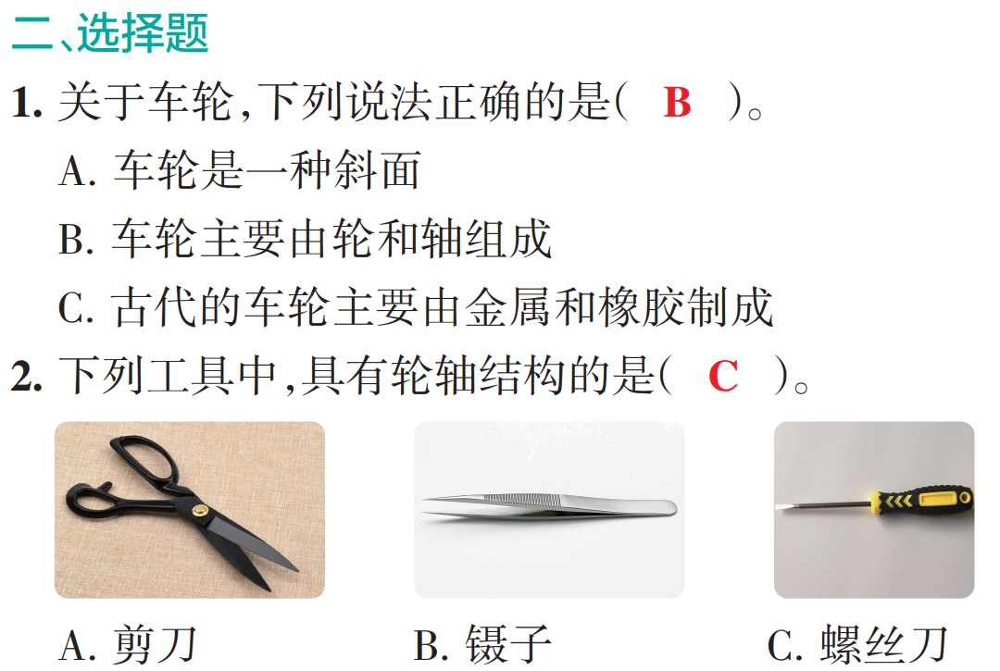 二、选择题
1. 关于车轮,下列说法正确的是( B )。
A. 车轮是一种斜面
B. 车轮主要由轮和轴组成
C. 古代的车轮主要由金属和橡胶制成
2. 下列工具中,具有轮轴结构的是( C )。
A. 剪刀 B. 镊子 C. 螺丝刀